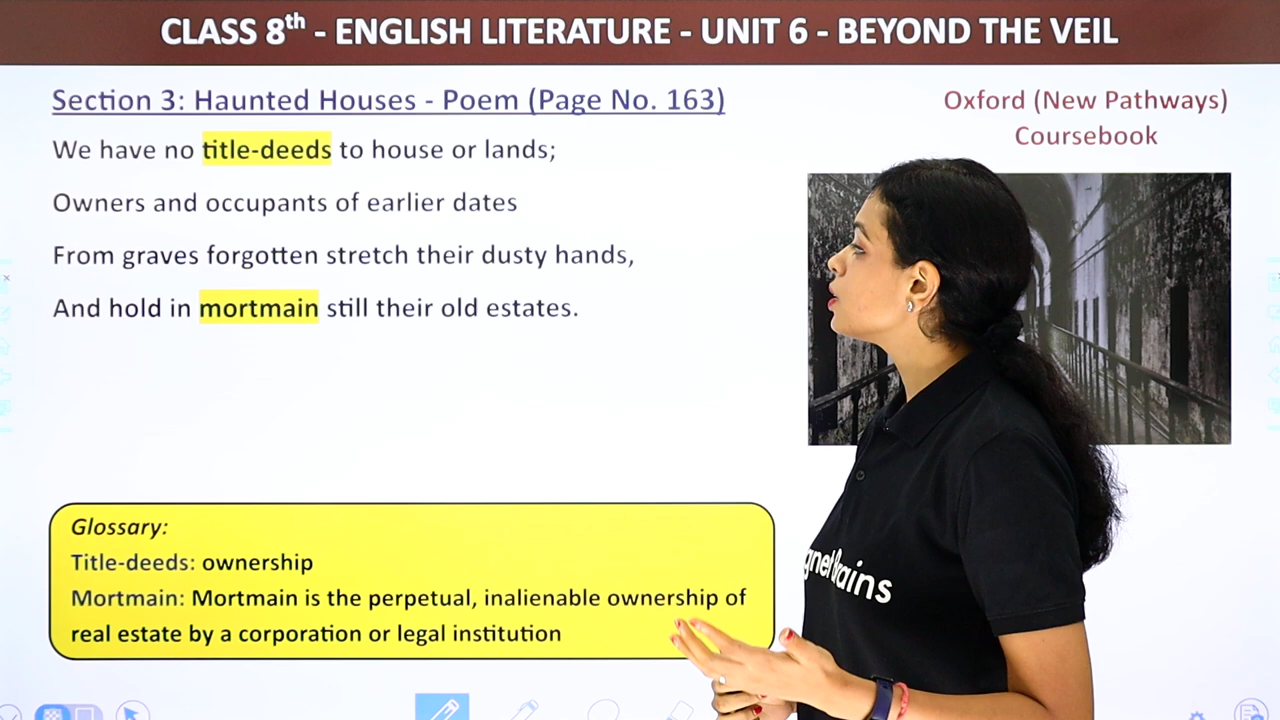 CLASS 8th - ENGLISH LITERATURE - UNIT 6 - BEYOND THE VEIL
Section 3: Haunted Houses - Poem (Page No. 163)
Oxford (New Pathways)
Coursebook
We have no title-deeds to house or lands;
Owners and occupants of earlier dates
From graves forgotten stretch their dusty hands,
And hold in mortmain still their old estates.
Glossary:
Title-deeds: ownership
Mortmain: Mortmain is the perpetual, inalienable ownership of
real estate by a corporation or legal institution